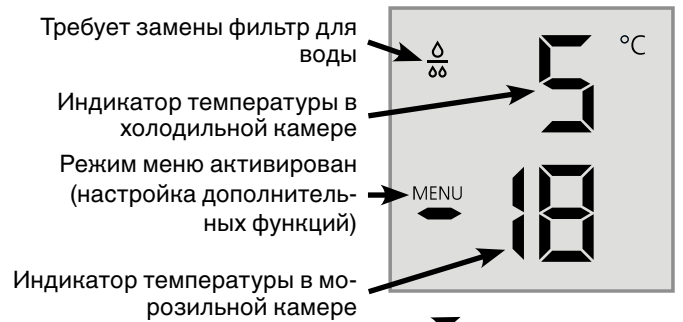 Требует замены фильтр для
воды
°C
5
Индикатор температуры в
холодильной камере
Режим меню активирован
(настройка дополнитель-
ных функций)
MENU
-18
Индикатор температуры в мо-
розильной камере